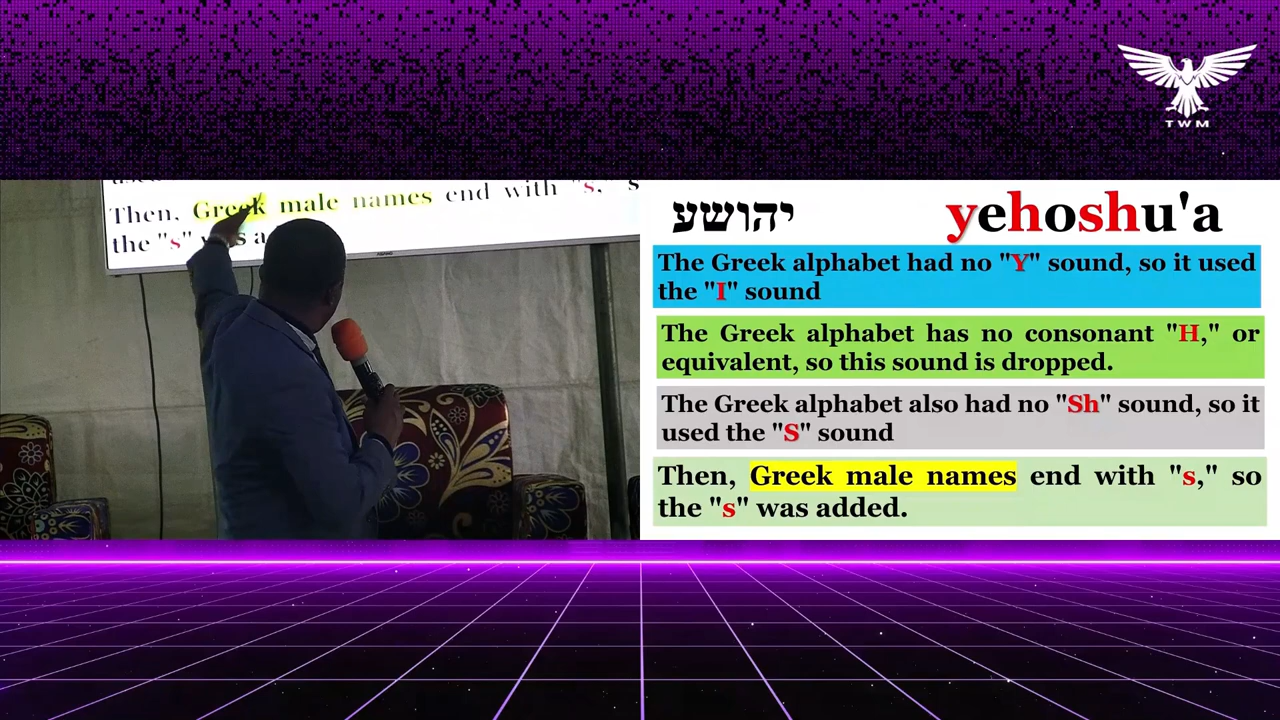 TWM
Then, Greek male names end with "s," s
the "s" was a
יהושע yehoshu'a
The Greek alphabet had no "Y" sound, so it used
the "I" sound
The Greek alphabet has no consonant "H," or
equivalent, so this sound is dropped.
The Greek alphabet also had no "Sh" sound, so it
used the "S" sound
Then, Greek male names end with "s," so
the "s" was added.